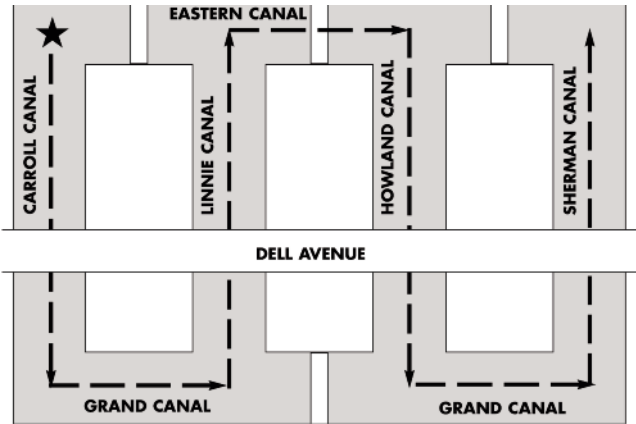 EASTERN CANAL
CARROLL CANAL
LINNIE CANAL
HOWLAND CANAL
SHERMAN CANAL
DELL AVENUE
GRAND CANAL
GRAND CANAL